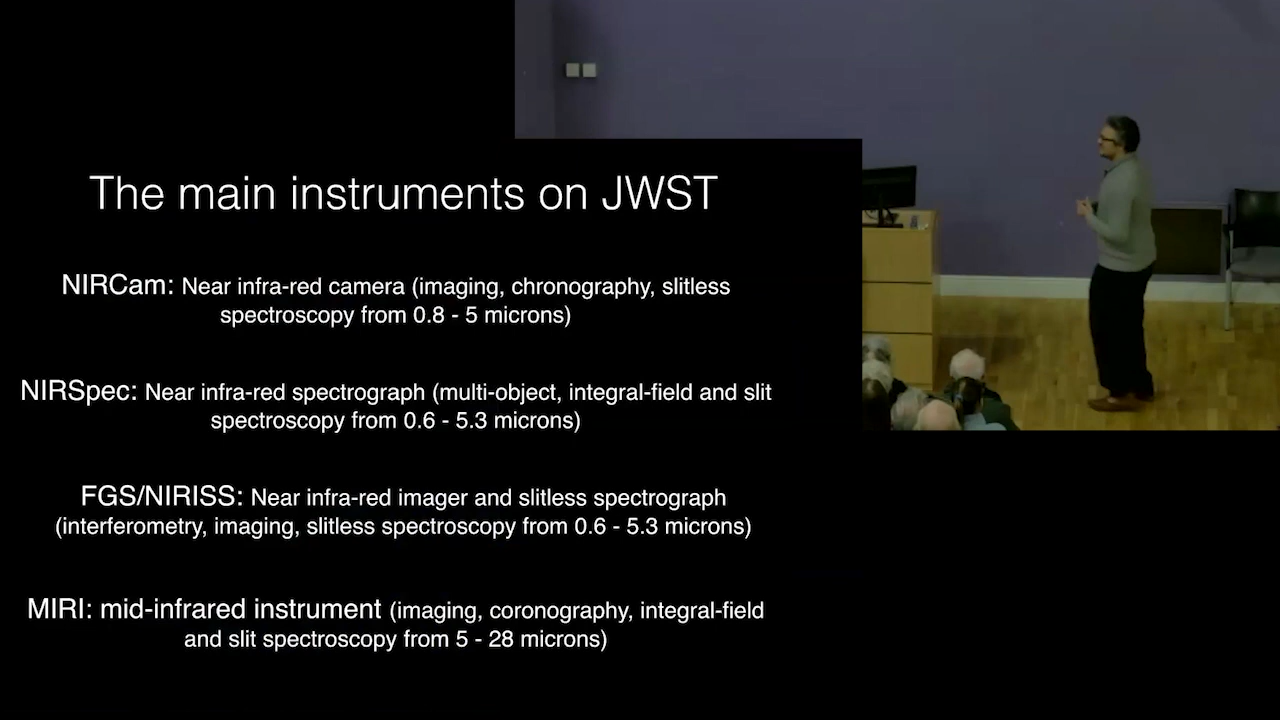 The main instruments on JWST
NIRCam: Near infra-red camera (imaging, chronography, slitless
spectroscopy from 0.8 - 5 microns)
NIRSpec: Near infra-red spectrograph (multi-object, integral-field and slit
spectroscopy from 0.6 - 5.3 microns)
FGS/NIRISS: Near infra-red imager and slitless spectrograph
(interferometry, imaging, slitless spectroscopy from 0.6 - 5.3 microns)
MIRI: mid-infrared instrument (imaging, coronography, integral-field
and slit spectroscopy from 5 - 28 microns)